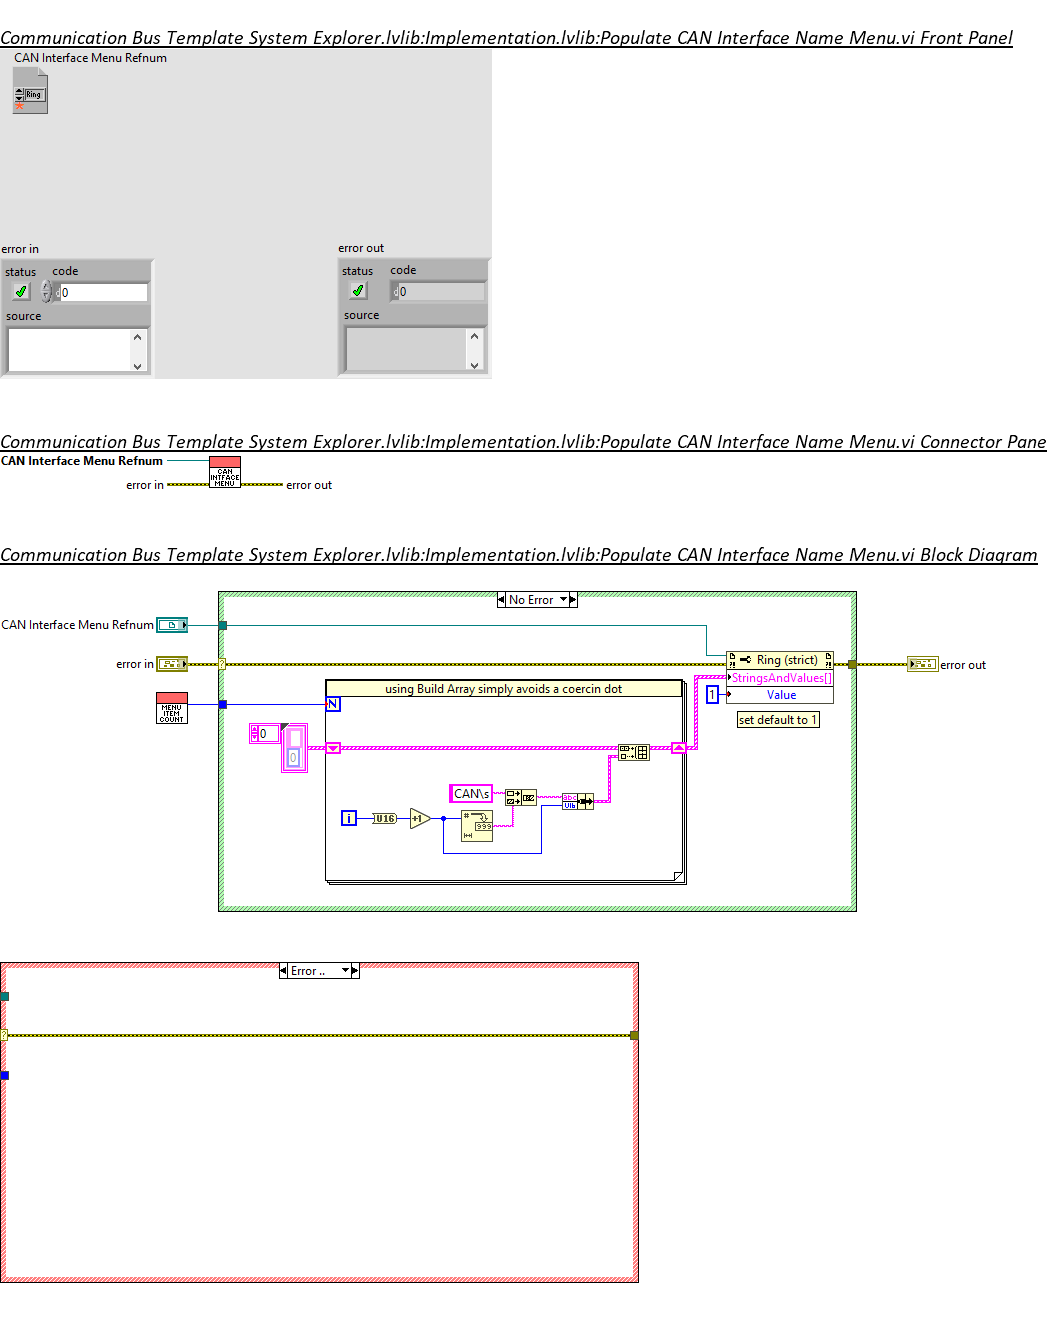 Communication Bus Template System Explorer.lvlib:Implementation.lvlib:Populate CAN Interface Name Menu.vi Front Panel
CAN Interface Menu Refnum
Ring
error in
error out
status code
status code
0
0
source
source
Communication Bus Template System Explorer.lvlib:Implementation.lvlib:Populate CAN Interface Name Menu.vi Connector Pane
CAN Interface Menu Refnum
CAN
INTFACE
MENU
error in
error out
Communication Bus Template System Explorer.lvlib:Implementation.lvlib:Populate CAN Interface Name Menu.vi Block Diagram
No Error
CAN Interface Menu Refnum
error in
?
Ring (strict)
error out
StringsAndValues[]
using Build Array simply avoids a coercin dot
1
Value
MENU
ITEM
COUNT
N
set default to 1
0
0
CAN\s
abc
i
U16
+1
#
999
Error ..
?